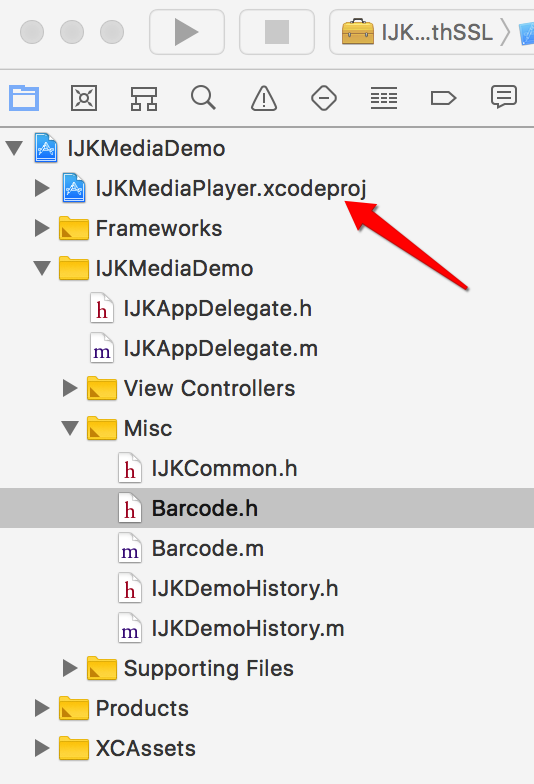 IJK...thSSL
IJKMediaDemo
IJKMediaPlayer.xcodeproj
Frameworks
IJKMediaDemo
h IJKAppDelegate.h
m IJKAppDelegate.m
View Controllers
Misc
h IJKCommon.h
h Barcode.h
m Barcode.m
h IJKDemoHistory.h
m IJKDemoHistory.m
Supporting Files
Products
XCAssets